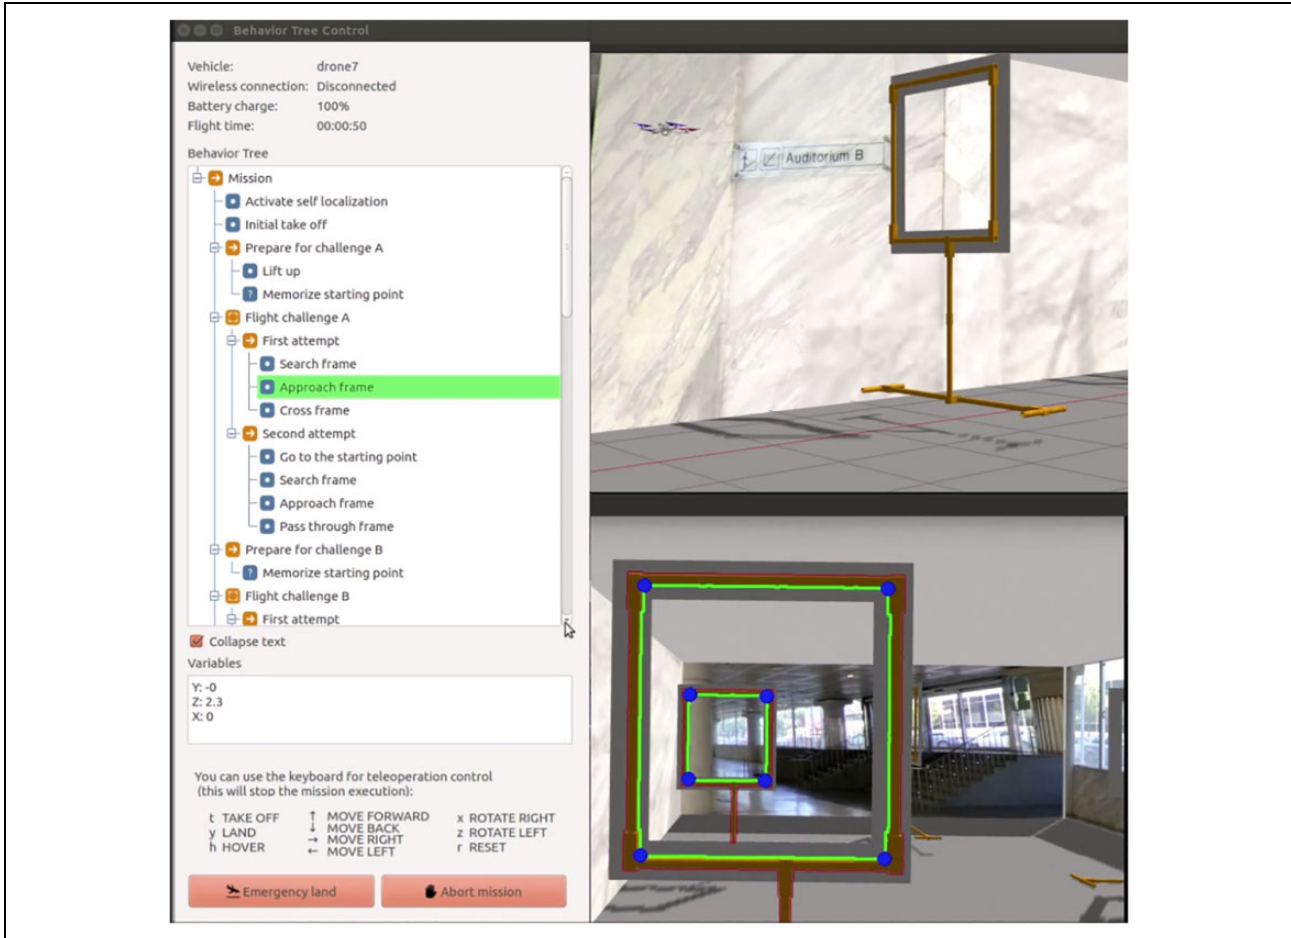 Behavior Tree Control
Vehicle: drone7
Wireless connection: Disconnected
Battery charge: 100%
Flight time: 00:00:50
Behavior Tree
Mission
Activate self localization
Initial take off
Prepare for challenge A
Lift up
? Memorize starting point
Flight challenge A
First attempt
Search frame
Approach frame
Cross frame
Second attempt
Go to the starting point
Search frame
Approach frame
Pass through frame
Prepare for challenge B
? Memorize starting point
Flight challenge B
First attempt
Collapse text
Variables
Y: -0
Z: 2.3
X: 0
You can use the keyboard for teleoperation control
(this will stop the mission execution):
t TAKE OFF ↑ MOVE FORWARD x ROTATE RIGHT
y LAND ↓ MOVE BACK z ROTATE LEFT
h HOVER → MOVE RIGHT r RESET
← MOVE LEFT
Emergency land Abort mission
Auditorium B